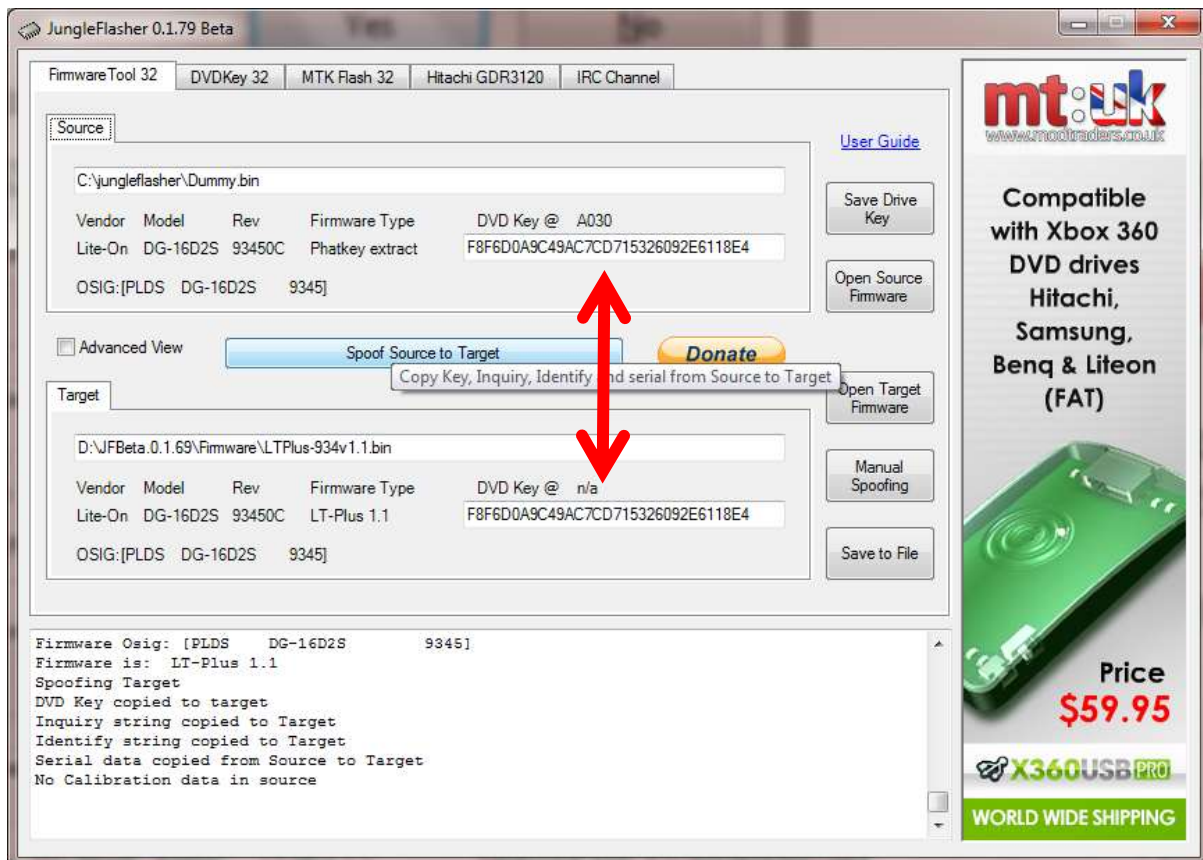 JungleFlasher 0.1.79 Beta
Yes No
FirmwareTool 32 DVDKey 32 MTK Flash 32 Hitachi GDR3120 IRC Channel
Source
User Guide
C:\jungleflasher\Dummy.bin
Save Drive
Key
Vendor Model Rev Firmware Type DVD Key @ A030
Lite-On DG-16D2S 93450C Phatkey extract F8F6D0A9C49AC7CD715326092E6118E4
OSIG:[PLDS DG-16D2S 9345]
Open Source
Firmware
Advanced View
Spoof Source to Target
Donate
Copy Key, Inquiry, Identify and serial from Source to Target
Target
Open Target
Firmware
D:\JFBeta.0.1.69\Firmware\LTPlus-934v1.1.bin
Manual
Spoofing
Vendor Model Rev Firmware Type DVD Key @ n/a
Lite-On DG-16D2S 93450C LT-Plus 1.1 F8F6D0A9C49AC7CD715326092E6118E4
OSIG:[PLDS DG-16D2S 9345]
Save to File
Firmware Osig: [PLDS DG-16D2S 9345]
Firmware is: LT-Plus 1.1
Spoofing Target
DVD Key copied to target
Inquiry string copied to Target
Identify string copied to Target
Serial data copied from Source to Target
No Calibration data in source
mt:uk
www.modtraders.co.uk
Compatible
with Xbox 360
DVD drives
Hitachi,
Samsung,
Benq & Liteon
(FAT)
Price
$59.95
X360USB PRO
WORLD WIDE SHIPPING